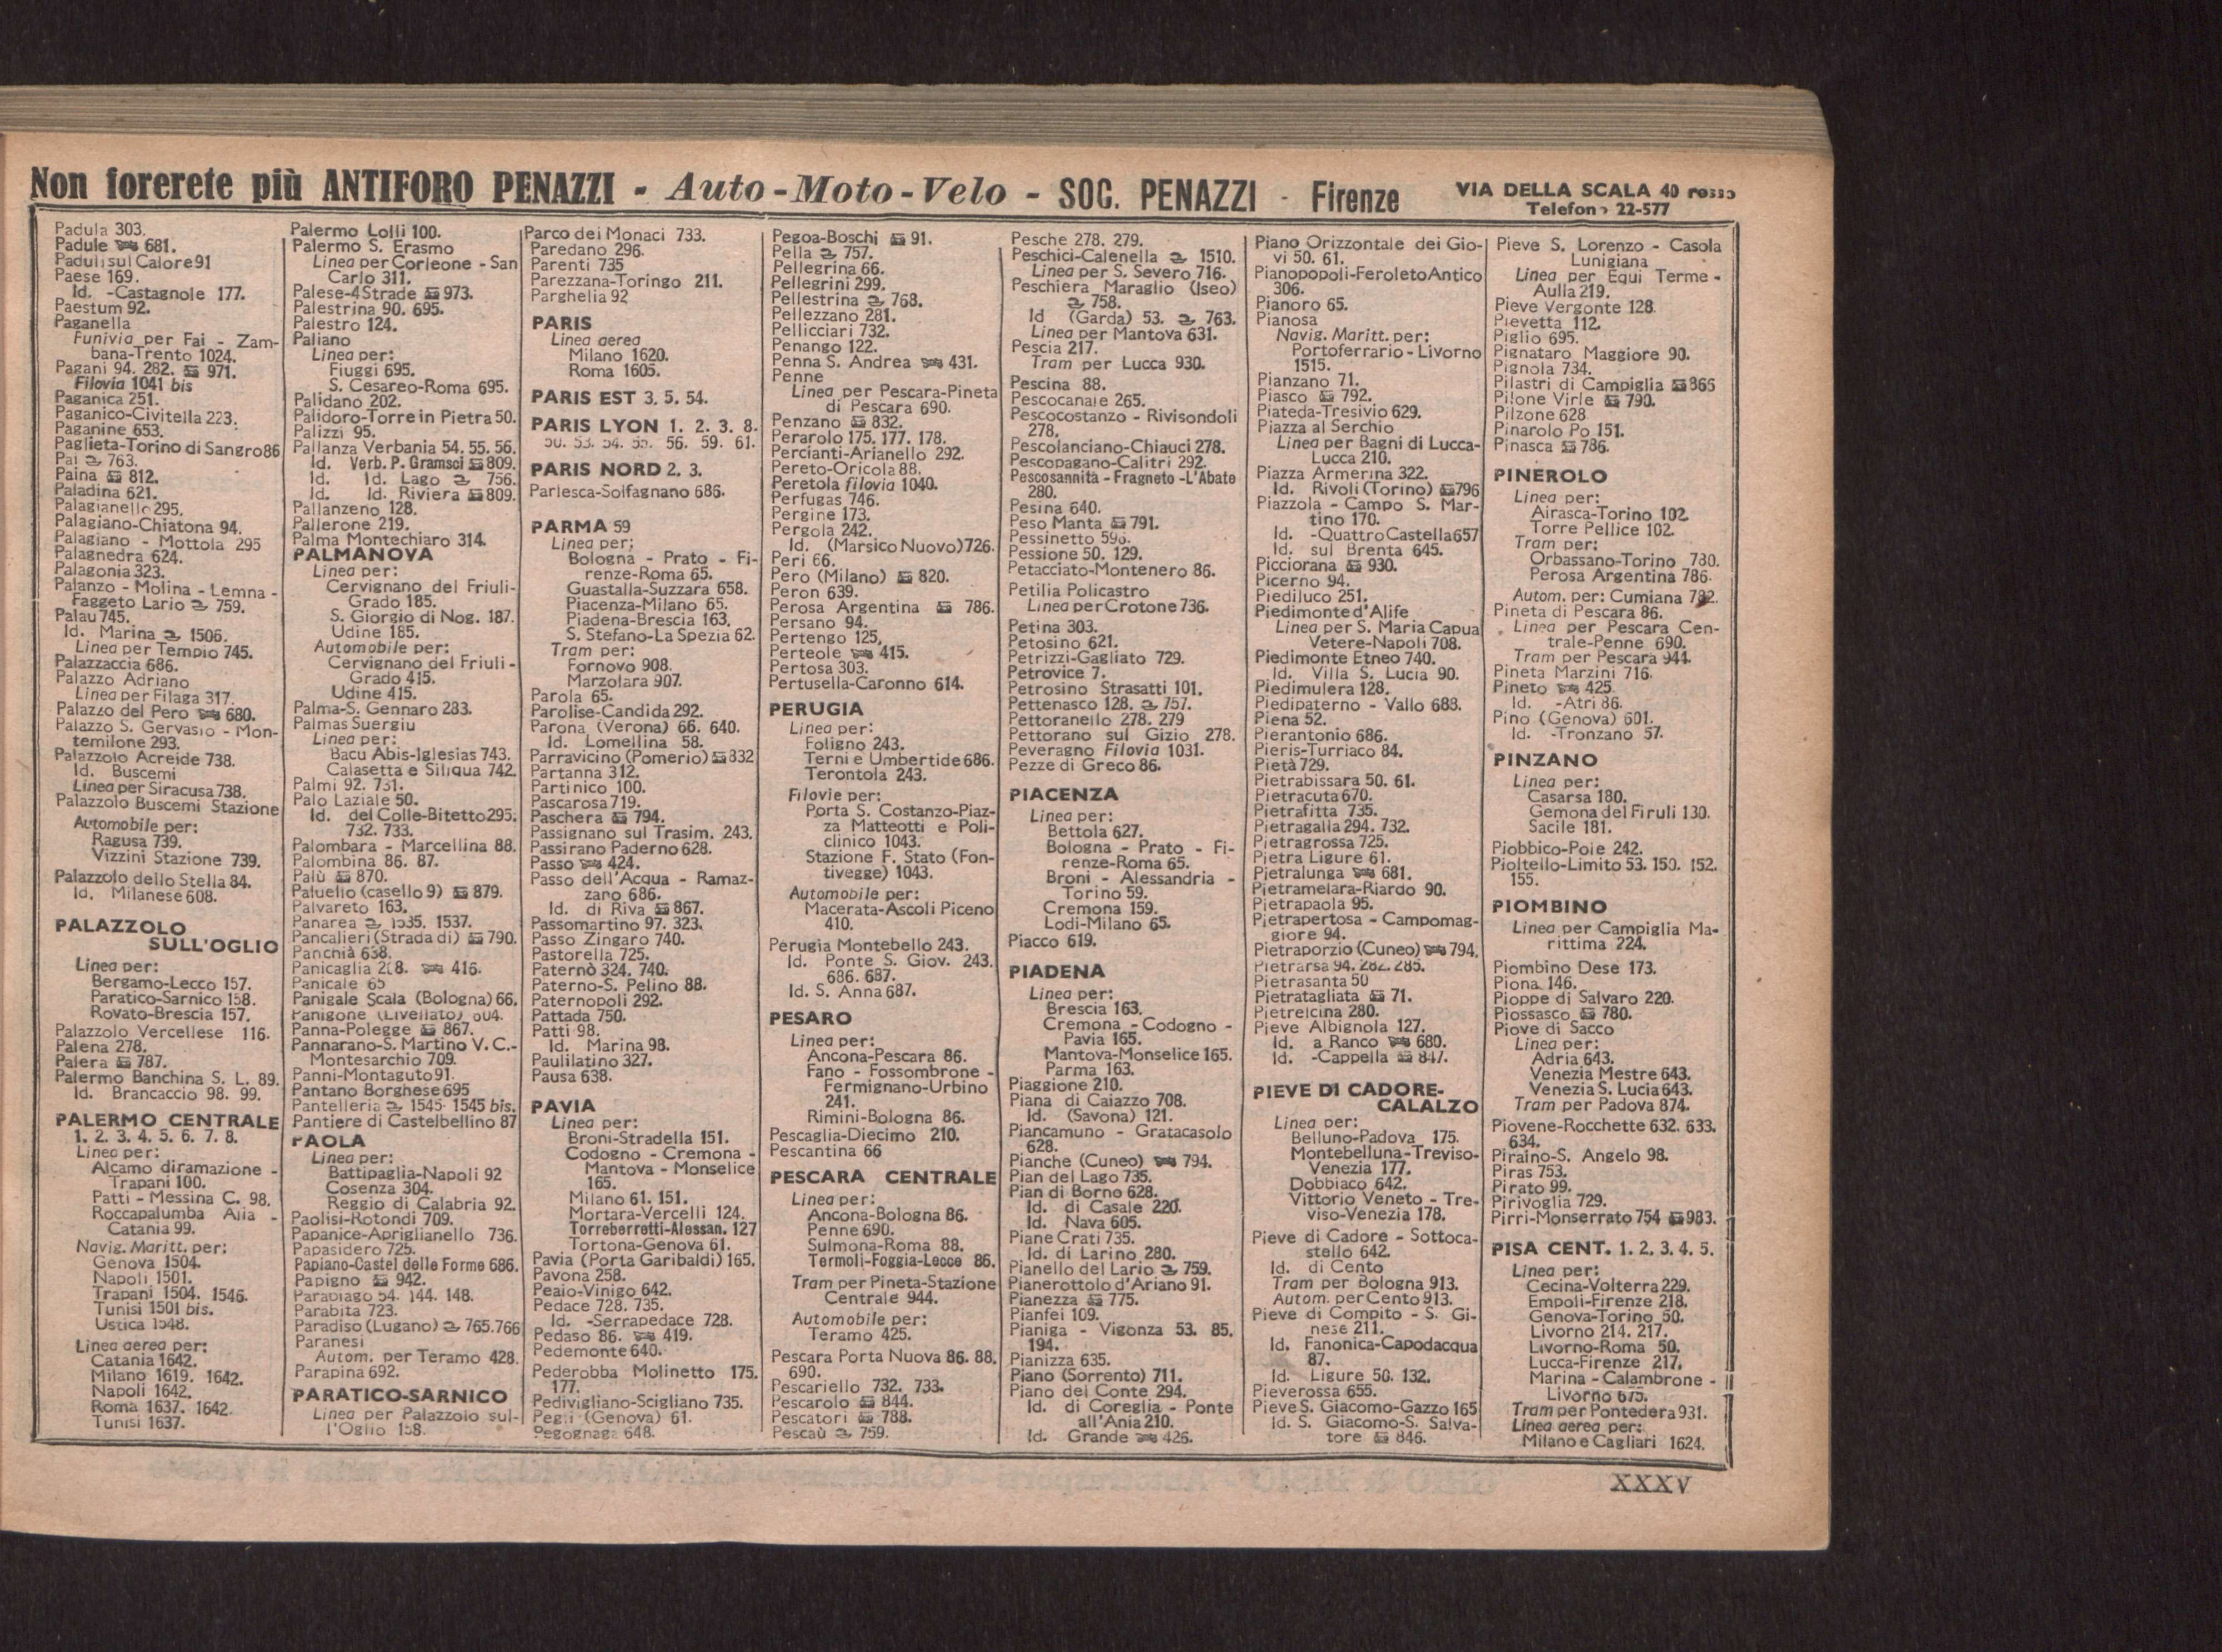 Non forerete più ANTIFORO PENAZZI - Auto-Moto-Velo - SOC. PENAZZI - Firenze
VIA DELLA SCALA 40 rosso
Telefono 22-577
Padula 303.
Padule 681.
Paduli sul Calore 91
Paese 169.
Id. -Castagnole 177.
Paestum 92.
Paganella
Funivia per Fai - Zam-
bana-Trento 1024.
Pagani 94. 282. 971.
Filovia 1041 bis
Paganica 251.
Paganico-Civitella 223.
Paganine 653.
Paglieta-Torino di Sangro 86
Pai 763.
Paina 812.
Paladina 621.
Palagianello 295.
Palagiano-Chiatona 94.
Palagiano - Mottola 295
Palagnedra 624.
Palagonia 323.
Palanzo - Molina - Lemna -
Faggeto Lario 759.
Palau 745.
Id. Marina 1506.
Linea per Tempio 745.
Palazzaccia 686.
Palazzo Adriano
Linea per Filaga 317.
Palazzo del Pero 680.
Palazzo S. Gervasio - Mon-
temilone 293.
Palazzolo Acreide 738.
Id. Buscemi
Linea per Siracusa 738.
Palazzolo Buscemi Stazione
Automobile per:
Ragusa 739.
Vizzini Stazione 739.
Palazzolo dello Stella 84.
Id. Milanese 608.
PALAZZOLO
SULL'OGLIO
Linea per:
Bergamo-Lecco 157.
Paratico-Sarnico 158.
Rovato-Brescia 157.
Palazzolo Vercellese 116.
Palena 278.
Palera 787.
Palermo Banchina S. L. 89.
Id. Brancaccio 98. 99.
PALERMO CENTRALE
1. 2. 3. 4. 5. 6. 7. 8.
Linea per:
Alcamo diramazione -
Trapani 100.
Patti - Messina C. 98.
Roccapalumba Alia -
Catania 99.
Navig. Maritt. per:
Genova 1504.
Napoli 1501.
Trapani 1504. 1546.
Tunisi 1501 bis.
Ustica 1548.
Linea aerea per:
Catania 1642.
Milano 1619. 1642.
Napoli 1642.
Roma 1637. 1642.
Tunisi 1637.
Palermo Lolli 100.
Palermo S. Erasmo
Linea per Corleone - San
Carlo 311.
Palese-4 Strade 973.
Palestrina 90. 695.
Palestro 124.
Paliano
Linea per:
Fiuggi 695.
S. Cesareo-Roma 695.
Palidano 202.
Palidoro-Torre in Pietra 50.
Palizzi 95.
Pallanza Verbania 54. 55. 56.
Id. Verb. P. Gramsci 809.
Id. Id. Lago 756.
Id. Id. Riviera 809.
Pallanzeno 128.
Pallerone 219.
Palma Montechiaro 314.
PALMANOVA
Linea per:
Cervignano del Friuli-
Grado 185.
S. Giorgio di Nog. 187.
Udine 185.
Automobile per:
Cervignano del Friuli -
Grado 415.
Udine 415.
Palma-S. Gennaro 283.
Palmas Suergiu
Linea per:
Bacu Abis-Iglesias 743.
Calasetta e Siliqua 742.
Palmi 92. 731.
Palo Laziale 50.
Id. del Colle-Bitetto 295.
732. 733.
Palombara - Marcellina 88.
Palombina 86. 87.
Palù 870.
Paluello (casello 9) 879.
Palvareto 163.
Panarea 1535. 1537.
Pancalieri (Strada di) 790.
Panchià 638.
Panicaglia 218. 416.
Panicale 65
Panigale Scala (Bologna) 66.
Panigone (Livellato) 604.
Panna-Polegge 867.
Pannarano-S. Martino V. C.-
Montesarchio 709.
Panni-Montaguto 91.
Pantano Borghese 695
Pantelleria 1545. 1545 bis.
Pantiere di Castelbellino 87
PAOLA
Linea per:
Battipaglia-Napoli 92
Cosenza 304.
Reggio di Calabria 92.
Paolisi-Rotondi 709.
Papanice-Apriglianello 736.
Papasidero 725.
Papiano-Castel delle Forme 686.
Papigno 942.
Parabiago 54. 144. 148.
Parabita 723.
Paradiso (Lugano) 765.766
Paranesi
Autom. per Teramo 428.
Parapina 692.
PARATICO-SARNICO
Linea per Palazzolo sul-
l'Oglio 158.
Parco dei Monaci 733.
Paredano 296.
Parenti 735
Parezzana-Toringo 211.
Parghelia 92
PARIS
Linea aerea
Milano 1620.
Roma 1605.
PARIS EST 3. 5. 54.
PARIS LYON 1. 2. 3. 8.
50. 53. 54. 55. 56. 59. 61.
PARIS NORD 2. 3.
Parlesca-Solfagnano 686.
PARMA 59
Linea per:
Bologna - Prato - Fi-
renze-Roma 65.
Guastalla-Suzzara 658.
Piacenza-Milano 65.
Piadena-Brescia 163.
S. Stefano-La Spezia 62.
Tram per:
Fornovo 908.
Marzolara 907.
Parola 65.
Parolise-Candida 292.
Parona (Verona) 66. 640.
Id. Lomellina 58.
Parravicino (Pomerio) 832
Partanna 312.
Partinico 100.
Pascarosa 719.
Paschera 794.
Passignano sul Trasim. 243.
Passirano Paderno 628.
Passo 424.
Passo dell'Acqua - Ramaz-
zano 686.
Id. di Riva 867.
Passomartino 97. 323.
Passo Zingaro 740.
Pastorella 725.
Paternò 324. 740.
Paterno-S. Pelino 88.
Paternopoli 292.
Pattada 750.
Patti 98.
Id. Marina 98.
Paulilatino 327.
Pausa 638.
PAVIA
Linea per:
Broni-Stradella 151.
Codogno - Cremona -
Mantova - Monselice
165.
Milano 61. 151.
Mortara-Vercelli 124.
Torreberretti-Alessan. 127
Tortona-Genova 61.
Pavia (Porta Garibaldi) 165.
Pavona 258.
Peaio-Vinigo 642.
Pedace 728. 735.
Id. -Serrapedace 728.
Pedaso 86. 419.
Pedemonte 640.
Pederobba Molinetto 175.
177.
Pedivigliano-Scigliano 735.
Pegli (Genova) 61.
Pegognaga 648.
Pegoa-Boschi 91.
Pella 757.
Pellegrina 66.
Pellegrini 299.
Pellestrina 768.
Pellezzano 281.
Pellicciari 732.
Penango 122.
Penna S. Andrea 431.
Penne
Linea per Pescara-Pineta
di Pescara 690.
Penzano 832.
Perarolo 175. 177. 178.
Percianti-Arianello 292.
Pereto-Oricola 88.
Peretola filovia 1040.
Perfugas 746.
Pergine 173.
Pergola 242.
Id. (Marsico Nuovo) 726.
Peri 66.
Pero (Milano) 820.
Peron 639.
Perosa Argentina 786.
Persano 94.
Pertengo 125.
Perteole 415.
Pertosa 303.
Pertusella-Caronno 614.
PERUGIA
Linea per:
Foligno 243.
Terni e Umbertide 686.
Terontola 243.
Filovie per:
Porta S. Costanzo-Piaz-
za Matteotti e Poli-
clinico 1043.
Stazione F. Stato (Fon-
tivegge) 1043.
Automobile per:
Macerata-Ascoli Piceno
410.
Perugia Montebello 243.
Id. Ponte S. Giov. 243.
686. 687.
Id. S. Anna 687.
PESARO
Linea per:
Ancona-Pescara 86.
Fano - Fossombrone -
Fermignano-Urbino
241.
Rimini-Bologna 86.
Pescaglia-Diecimo 210.
Pescantina 66
PESCARA CENTRALE
Linea per:
Ancona-Bologna 86.
Penne 690.
Sulmona-Roma 88.
Termoli-Foggia-Lecce 86.
Tram per Pineta-Stazione
Centrale 944.
Automobile per:
Teramo 425.
Pescara Porta Nuova 86. 88.
690.
Pescariello 732. 733.
Pescarolo 844.
Pescatori 788.
Pescaù 759.
Pesche 278. 279.
Peschici-Calenella 1510.
Linea per S. Severo 716.
Peschiera Maraglio (Iseo)
758.
Id (Garda) 53. 763.
Linea per Mantova 631.
Pescia 217.
Tram per Lucca 930.
Pescina 88.
Pescocanale 265.
Pescocostanzo - Rivisondoli
278.
Pescolanciano-Chiauci 278.
Pescopagano-Calitri 292.
Pescosannita - Fragneto -L'Abate
280.
Pesina 640.
Peso Manta 791.
Pessinetto 596.
Pessione 50. 129.
Petacciato-Montenero 86.
Petilia Policastro
Linea per Crotone 736.
Petina 303.
Petosino 621.
Petrizzi-Gagliato 729.
Petrovice 7.
Petrosino Strasatti 101.
Pettenasco 128. 757.
Pettoranello 278. 279
Pettorano sul Gizio 278.
Peveragno Filovia 1031.
Pezze di Greco 86.
PIACENZA
Linea per:
Bettola 627.
Bologna - Prato - Fi-
renze-Roma 65.
Broni - Alessandria -
Torino 59.
Cremona 159.
Lodi-Milano 65.
Piacco 619.
PIADENA
Linea per:
Brescia 163.
Cremona - Codogno -
Pavia 165.
Mantova-Monselice 165.
Parma 163.
Piaggione 210.
Piana di Caiazzo 708.
Id. (Savona) 121.
Piancamuno - Gratacasolo
628.
Pianche (Cuneo) 794.
Pian del Lago 735.
Pian di Borno 628.
Id. di Casale 220.
Id. Nava 605.
Piane Crati 735.
Id. di Larino 280.
Pianello del Lario 759.
Pianerottolo d'Ariano 91.
Pianezza 775.
Pianfei 109.
Pianiga - Vigonza 53. 85.
194.
Pianizza 635.
Piano (Sorrento) 711.
Piano del Conte 294.
Id. di Coreglia - Ponte
all'Ania 210.
Id. Grande 426.
Piano Orizzontale dei Gio-
vi 50. 61.
Pianopopoli-Feroleto Antico
306.
Pianoro 65.
Pianosa
Navig. Maritt. per:
Portoferrario - Livorno
1515.
Pianzano 71.
Piasco 792.
Piateda-Tresivio 629.
Piazza al Serchio
Linea per Bagni di Lucca-
Lucca 210.
Piazza Armerina 322.
Id. Rivoli (Torino) 796
Piazzola - Campo S. Mar-
tino 170.
Id. -Quattro Castella 657
Id. sul Brenta 645.
Picciorana 930.
Picerno 94.
Piediluco 251.
Piedimonte d'Alife
Linea per S. Maria Capua
Vetere-Napoli 708.
Piedimonte Etneo 740.
Id. Villa S. Lucia 90.
Piedimulera 128.
Piedipaterno - Vallo 688.
Piena 52.
Pierantonio 686.
Pieris-Turriaco 84.
Pietà 729.
Pietrabissara 50. 61.
Pietracuta 670.
Pietrafitta 735.
Pietragalla 294. 732.
Pietragrossa 725.
Pietra Ligure 61.
Pietralunga 681.
Pietramelara-Riardo 90.
Pietrapaola 95.
Pietrapertosa - Campomag-
giore 94.
Pietraporzio (Cuneo) 794.
Pietrarsa 94. 282. 285.
Pietrasanta 50
Pietratagliata 71.
Pietrelcina 280.
Pieve Albignola 127.
Id. a Ranco 680.
Id. -Cappella 847.
PIEVE DI CADORE-
CALALZO
Linea per:
Belluno-Padova 175.
Montebelluna-Treviso-
Venezia 177.
Dobbiaco 642.
Vittorio Veneto - Tre-
viso-Venezia 178.
Pieve di Cadore - Sottoca-
stello 642.
Id. di Cento
Tram per Bologna 913.
Autom. per Cento 913.
Pieve di Compito - S. Gi-
nese 211.
Id. Fanonica-Capodacqua
87.
Id. Ligure 50. 132.
Pieverossa 655.
Pieve S. Giacomo-Gazzo 165
Id. S. Giacomo-S. Salva-
tore 846.
Pieve S. Lorenzo - Casola
Lunigiana
Linea per Equi Terme -
Aulla 219.
Pieve Vergonte 128.
Pievetta 112.
Piglio 695.
Pignataro Maggiore 90.
Pignola 734.
Pilastri di Campiglia 866
Pilone Virle 790.
Pilzone 628
Pinarolo Po 151.
Pinasca 786.
PINEROLO
Linea per:
Airasca-Torino 102.
Torre Pellice 102.
Tram per:
Orbassano-Torino 780.
Perosa Argentina 786.
Autom. per: Cumiana 782.
Pineta di Pescara 86.
Linea per Pescara Cen-
trale-Penne 690.
Tram per Pescara 944.
Pineta Marzini 716.
Pineto 425.
Id. -Atri 86.
Pino (Genova) 601.
Id. -Tronzano 57.
PINZANO
Linea per:
Casarsa 180.
Gemona del Firuli 130.
Sacile 181.
Piobbico-Pole 242.
Pioltello-Limito 53. 150. 152.
155.
PIOMBINO
Linea per Campiglia Ma-
rittima 224.
Piombino Dese 173.
Piona 146.
Pioppe di Salvaro 220.
Piossasco 780.
Piove di Sacco
Linea per:
Adria 643.
Venezia Mestre 643.
Venezia S. Lucia 643.
Tram per Padova 874.
Piovene-Rocchette 632. 633.
634.
Piraino-S. Angelo 98.
Piras 753.
Pirato 99.
Pirivoglia 729.
Pirri-Monserrato 754 983.
PISA CENT. 1. 2. 3. 4. 5.
Linea per:
Cecina-Volterra 229.
Empoli-Firenze 218.
Genova-Torino 50.
Livorno 214. 217.
Livorno-Roma 50.
Lucca-Firenze 217.
Marina - Calambrone -
Livorno 675.
Tram per Pontedera 931.
Linea aerea per:
Milano e Cagliari 1624.
XXXV